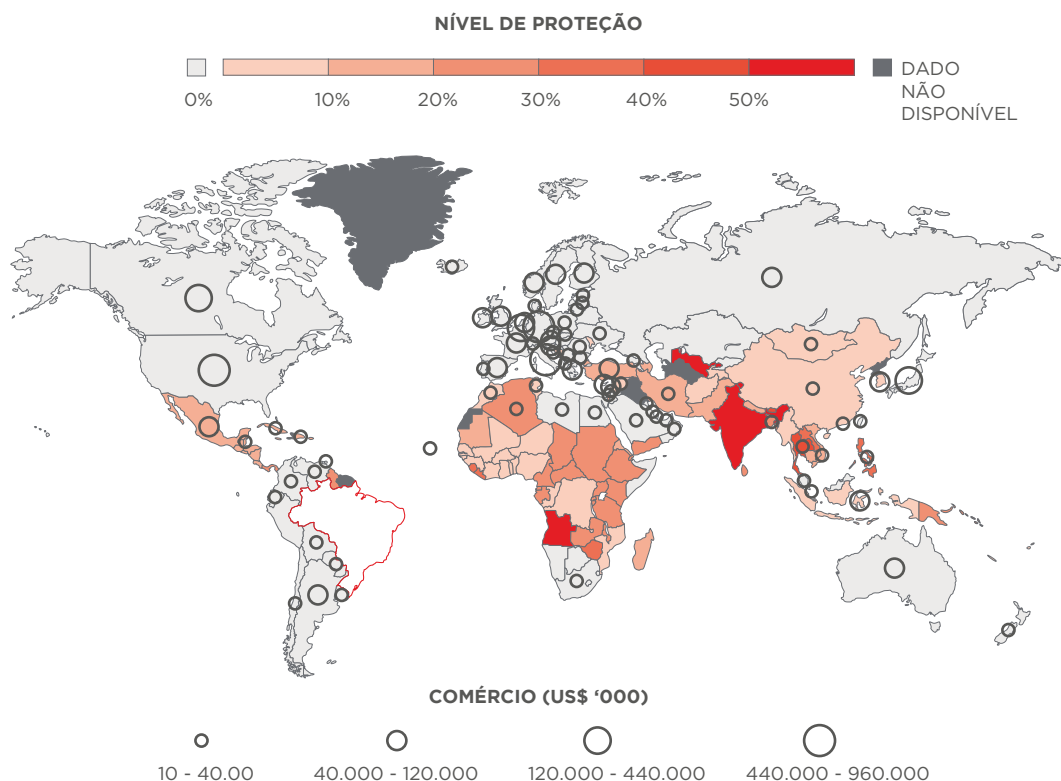 NÍVEL DE PROTEÇÃO
0% 10% 20% 30% 40% 50% DADO
NÃO
DISPONÍVEL
COMÉRCIO (US$ ‘000)
10 - 40.00 40.000 - 120.000 120.000 - 440.000 440.000 - 960.000